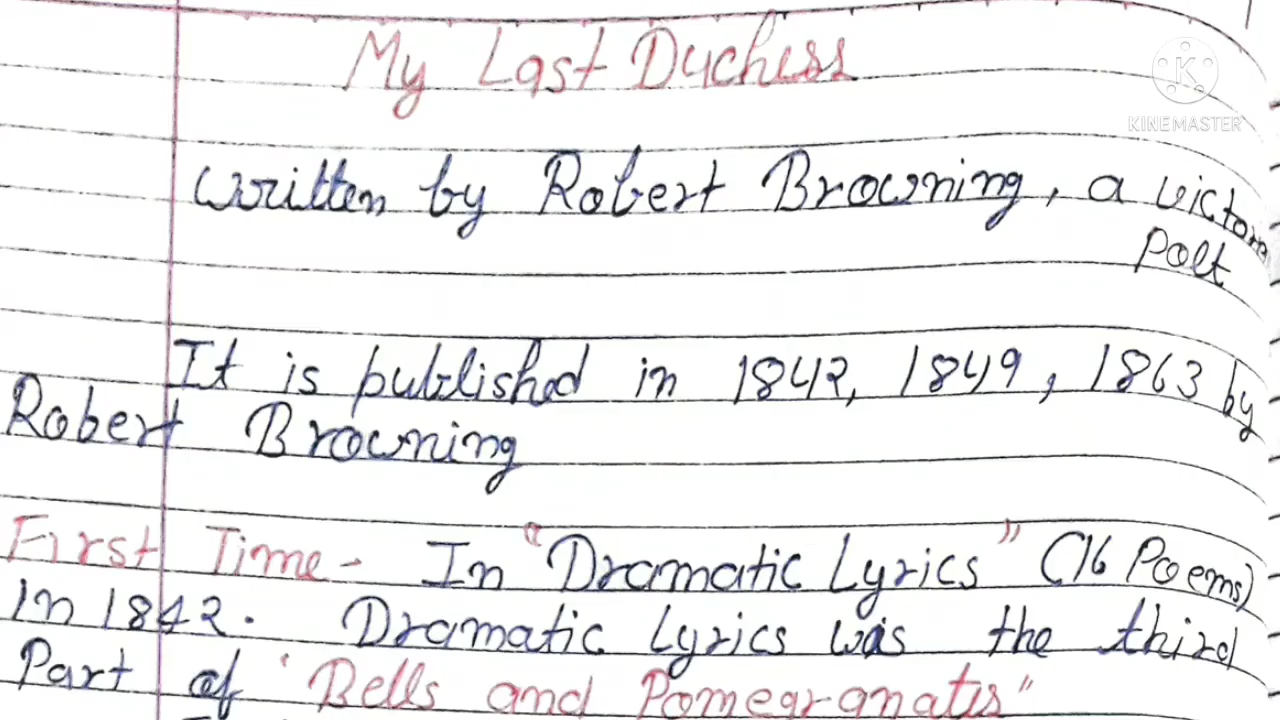 My Last Duchess
KINEMASTER
written by Robert Browning, a victorn
Poet
It is published in 1842, 1849, 1863 by
Robert Browning
First Time - In "Dramatic Lyrics" (16 Poems)
In 1842. Dramatic Lyrics was the third
Part of 'Bells and Pomegranates"